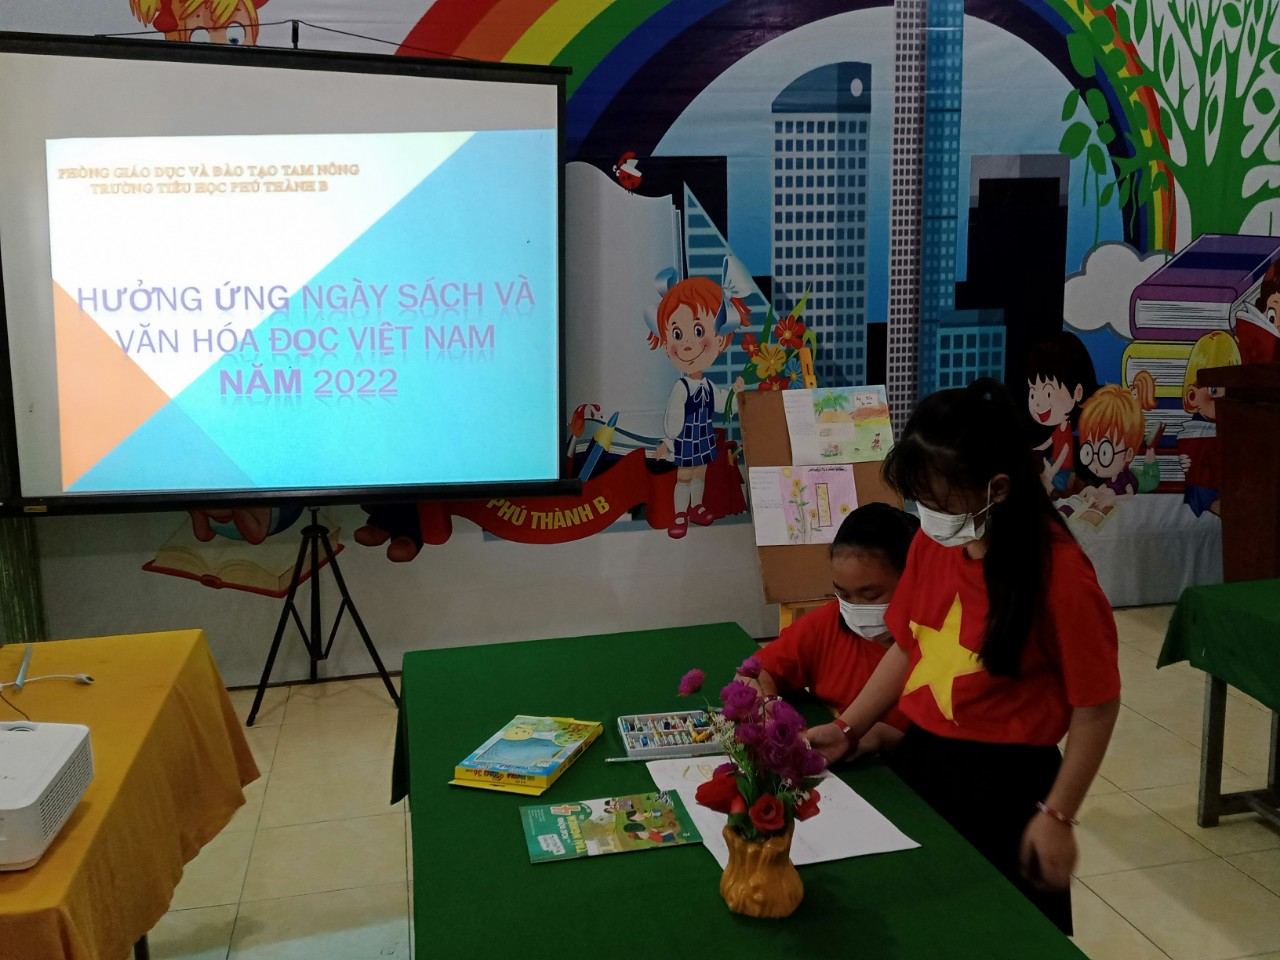 PHÒNG GIÁO DỤC VÀ ĐÀO TẠO TAM NÔNG
TRƯỜNG TIỂU HỌC PHÚ THÀNH B
HƯỞNG ỨNG NGÀY SÁCH VÀ
VĂN HÓA ĐỌC VIỆT NAM
NĂM 2022
PHÚ THÀNH B